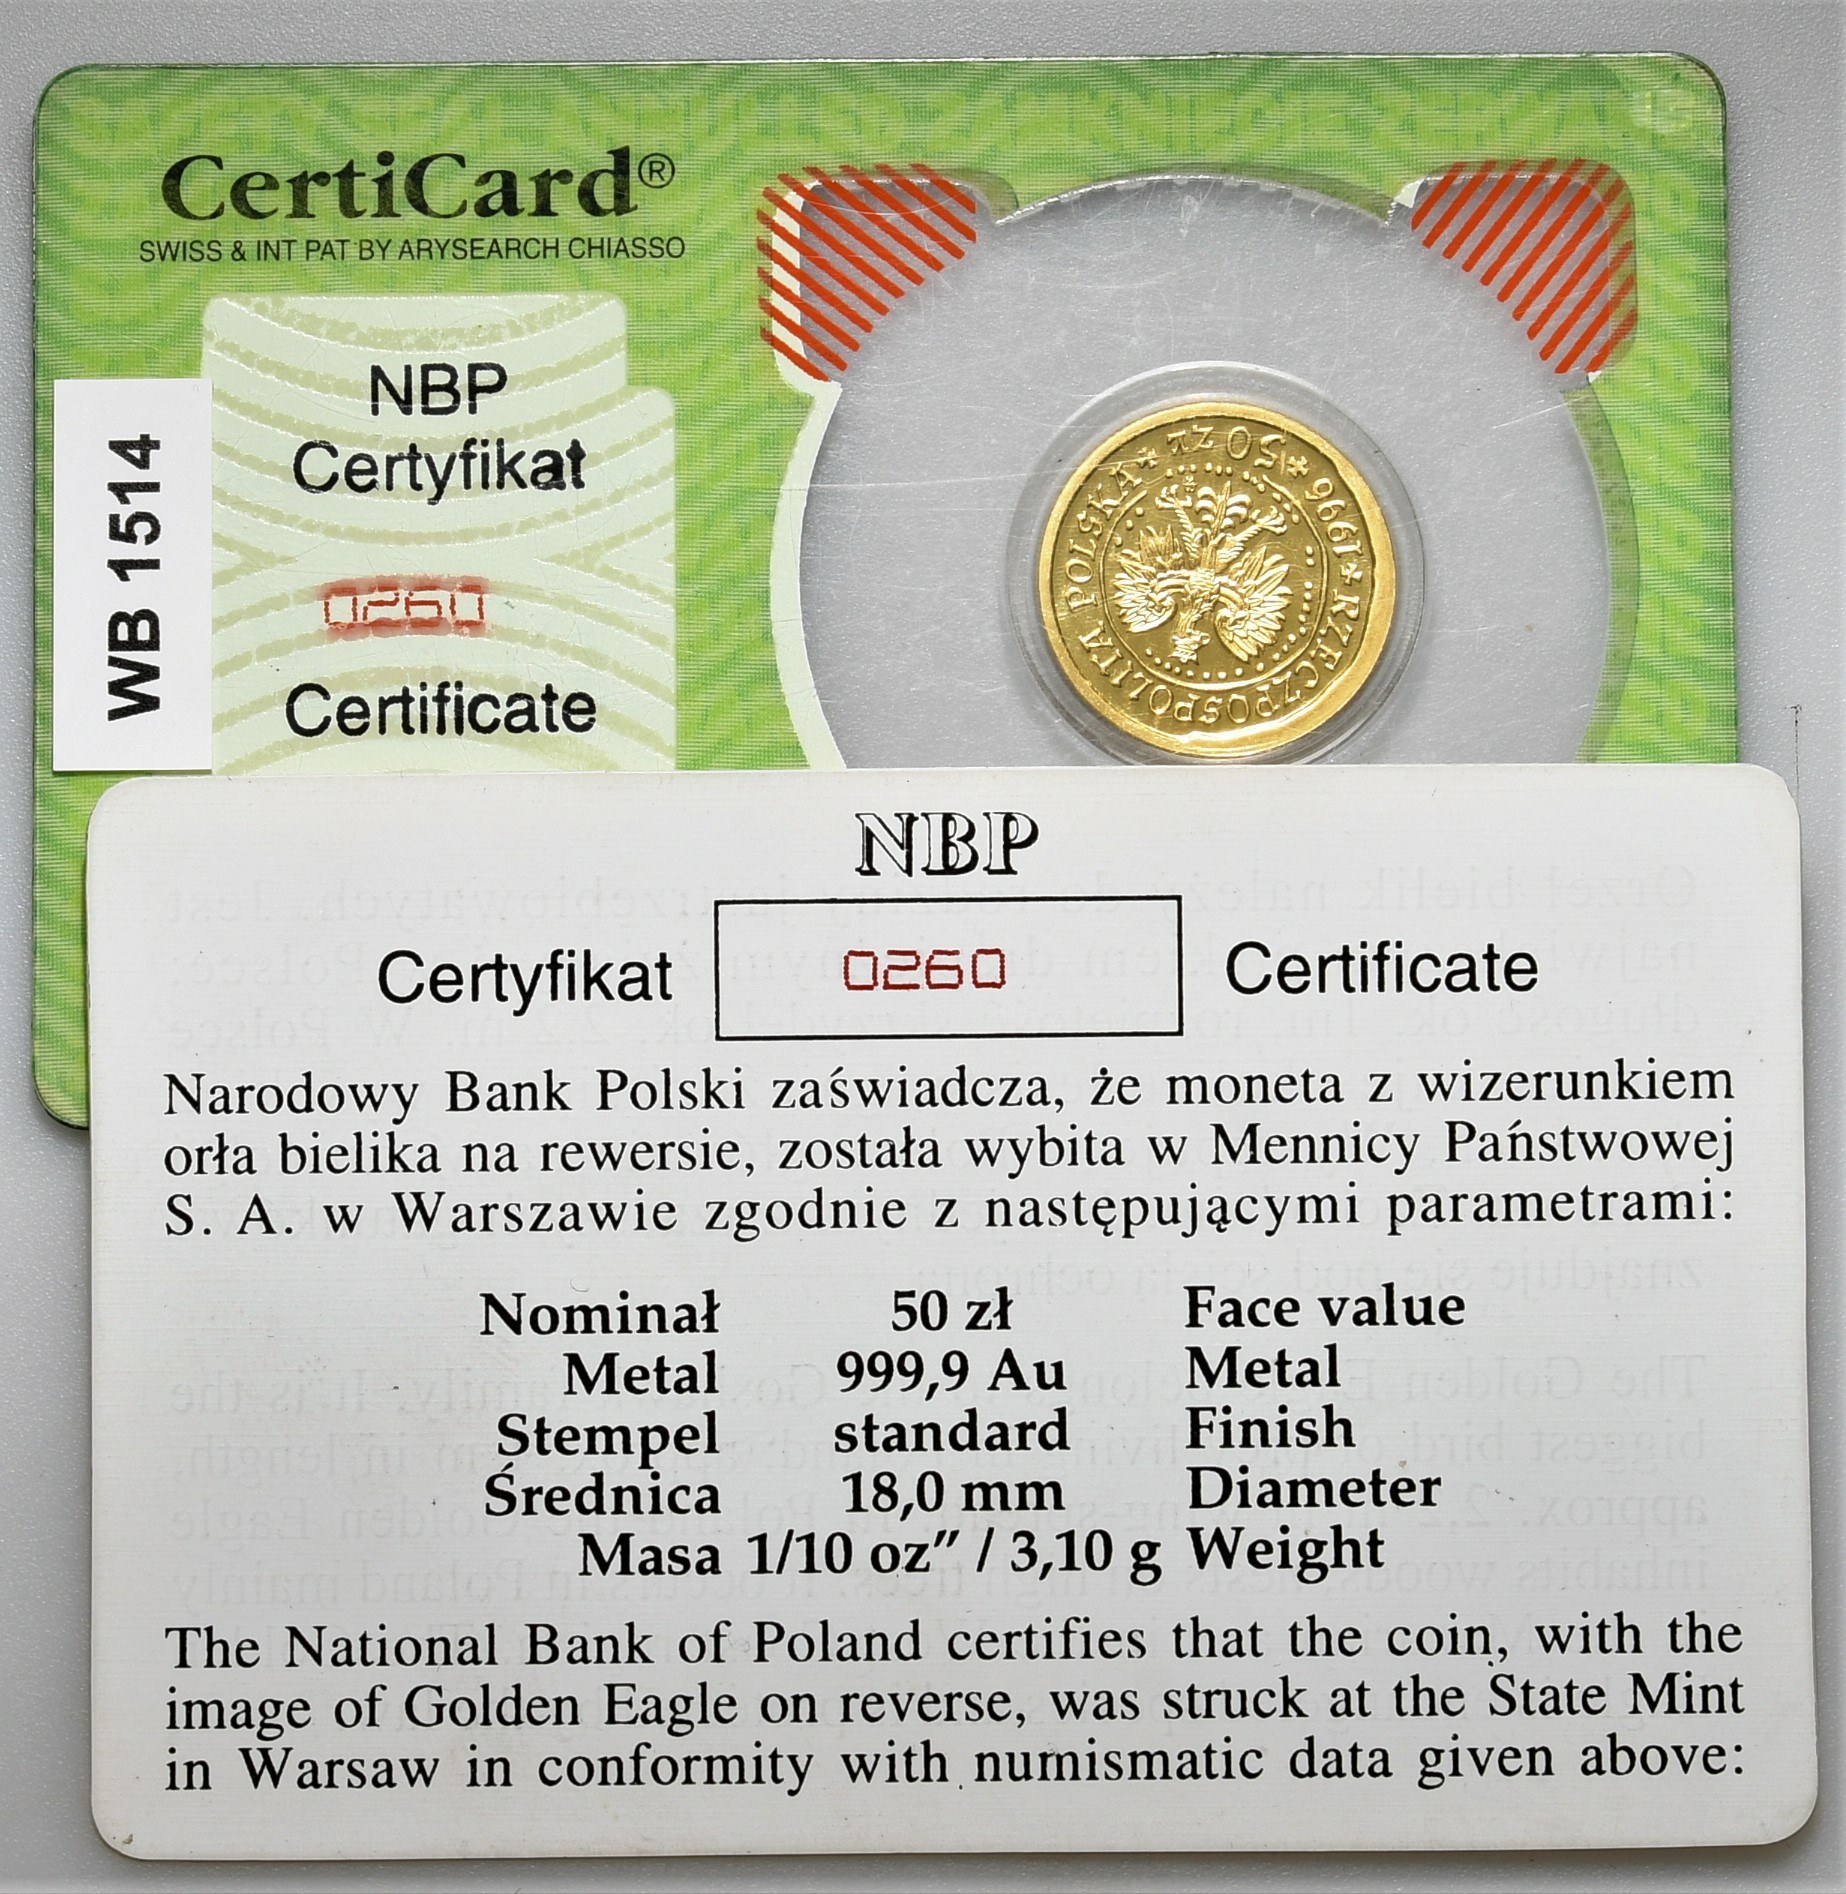 CertiCard®
SWISS & INT PAT BY ARYSEARCH CHIASSO
NBP
Certyfikat
0260
Certificate
WB 1514
RZECZPOSPOLITA POLSKA * 50 ZŁ * 1996 *
NBP
Certyfikat 0260 Certificate
Narodowy Bank Polski zaświadcza, że moneta z wizerunkiem
orła bielika na rewersie, została wybita w Mennicy Państwowej
S. A. w Warszawie zgodnie z następującymi parametrami:
Nominał 50 zł Face value
Metal 999,9 Au Metal
Stempel standard Finish
Średnica 18,0 mm Diameter
Masa 1/10 oz″ / 3,10 g Weight
The National Bank of Poland certifies that the coin, with the
image of Golden Eagle on reverse, was struck at the State Mint
in Warsaw in conformity with numismatic data given above: